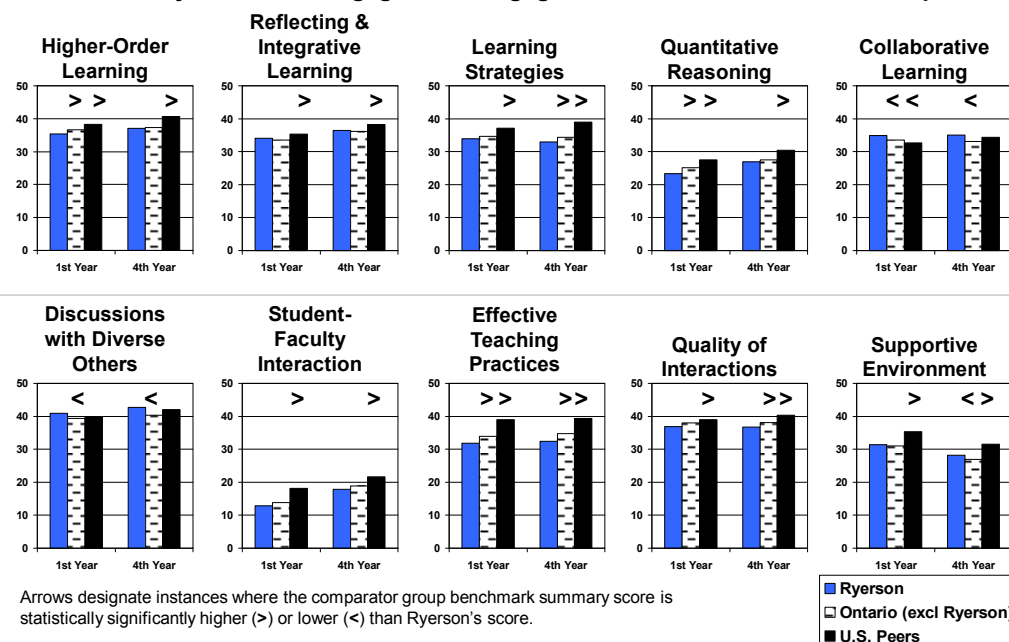 Higher-Order
Learning
Reflecting &
Integrative
Learning
Learning
Strategies
Quantitative
Reasoning
Collaborative
Learning
50
40
30
20
10
0
> >
>
1st Year
4th Year
50
40
30
20
10
0
>
>
1st Year
4th Year
50
40
30
20
10
0
>
>>
1st Year
4th Year
50
40
30
20
10
0
> >
>
1st Year
4th Year
50
40
30
20
10
0
< <
<
1st Year
4th Year
Discussions
with Diverse
Others
Student-
Faculty
Interaction
Effective
Teaching
Practices
Quality of
Interactions
Supportive
Environment
50
40
30
20
10
0
<
<
1st Year
4th Year
50
40
30
20
10
0
>
>
1st Year
4th Year
50
40
30
20
10
0
>>
>>
1st Year
4th Year
50
40
30
20
10
0
>
>>
1st Year
4th Year
50
40
30
20
10
0
>
< >
1st Year
4th Year
Arrows designate instances where the comparator group benchmark summary score is
statistically significantly higher (>) or lower (<) than Ryerson's score.
Ryerson
Ontario (excl Ryerson)
U.S. Peers